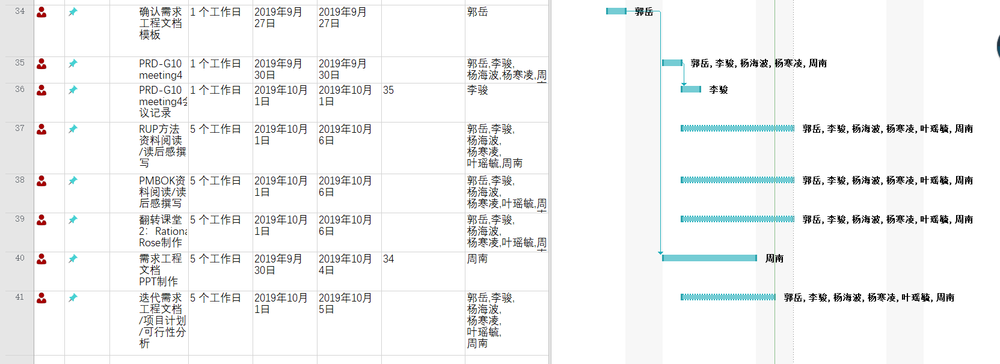 34 确认需求 1 个工作日 2019年9月 2019年9月 郭岳 郭岳
工程文档 27日 27日
模板
35 PRD-G10 1 个工作日 2019年9月 2019年9月 郭岳,李骏, 郭岳, 李骏, 杨海波, 杨寒凌, 周南
meeting4 30日 30日 杨海波,杨寒凌,周
36 PRD-G10 1 个工作日 2019年10月 2019年10月 35 李骏 李骏
meeting4会 1日 1日
议记录
37 RUP方法 5 个工作日 2019年10月 2019年10月 郭岳,李骏, 郭岳, 李骏, 杨海波, 杨寒凌, 叶瑶毓, 周南
资料阅读 1日 6日 杨海波,
/读后感撰 杨寒凌,
写 叶瑶毓,周南
38 PMBOK资 5 个工作日 2019年10月 2019年10月 郭岳,李骏, 郭岳, 李骏, 杨海波, 杨寒凌, 叶瑶毓, 周南
料阅读/读 1日 6日 杨海波,
后感撰写 杨寒凌,叶瑶毓,周
39 翻转课堂 5 个工作日 2019年10月 2019年10月 郭岳,李骏, 郭岳, 李骏, 杨海波, 杨寒凌, 叶瑶毓, 周南
2：Rationa 1日 6日 杨海波,
Rose制作 杨寒凌,叶瑶毓,周
40 需求工程 5 个工作日 2019年9月 2019年10月 34 周南 周南
文档 30日 4日
PPT制作
41 迭代需求 5 个工作日 2019年10月 2019年10月 郭岳,李骏, 郭岳, 李骏, 杨海波, 杨寒凌, 叶瑶毓, 周南
工程文档 1日 5日 杨海波,
/项目计划 杨寒凌,
/可行性分 叶瑶毓,
析 周南